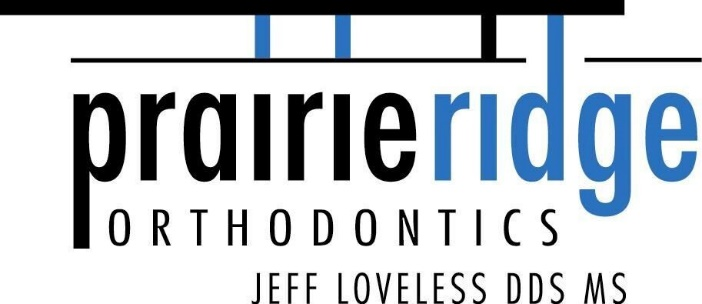 prairieridge
ORTHODONTICS
JEFF LOVELESS DDS MS